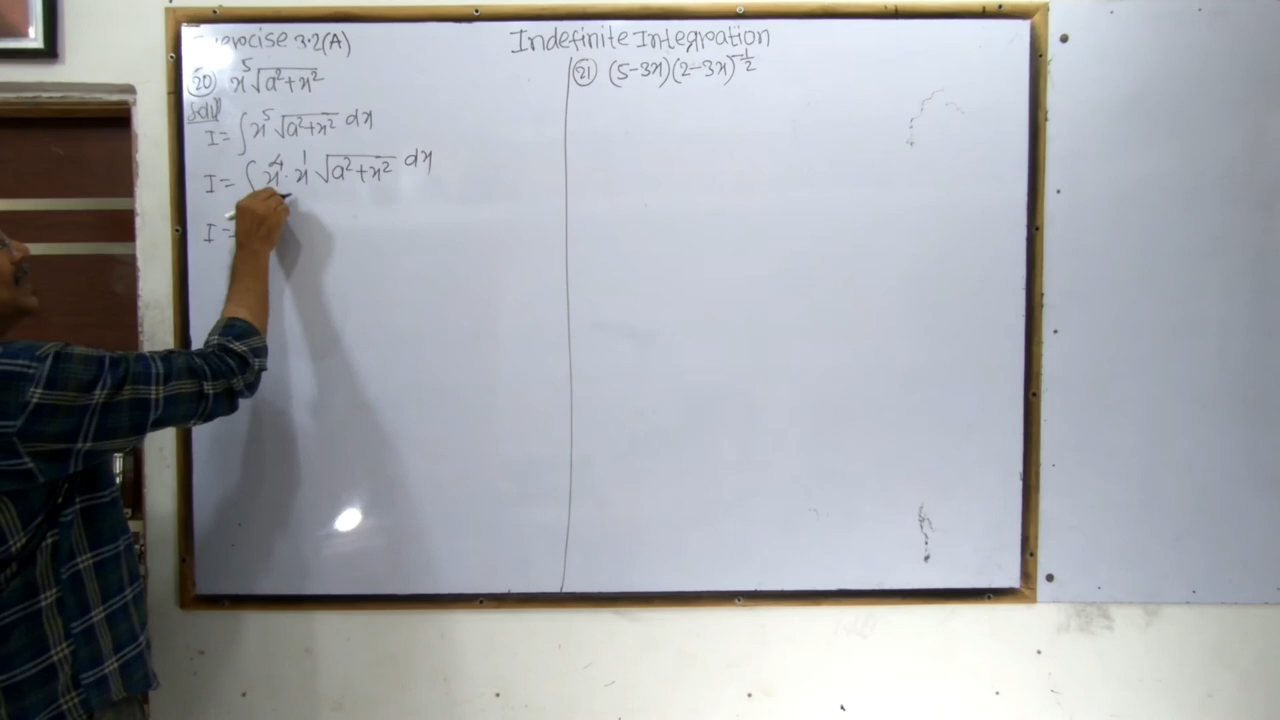 Exercise 3.2(A)
Indefinite Integration
(20) x⁵√a²+x²
Solⁿ
I = ∫ x⁵ √a²+x² dx
I = ∫ x⁴ · x¹ √a²+x² dx
I =
(21) (5-3x)(2-3x)^-1/2